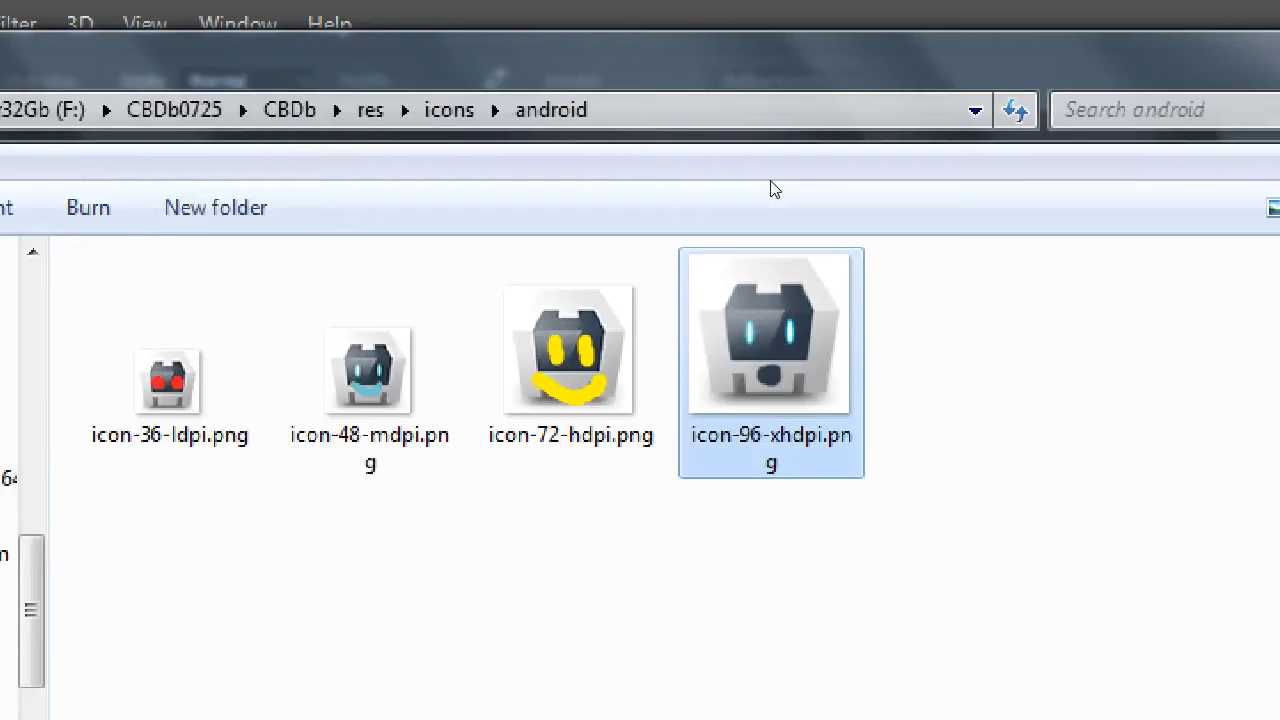 3D View Window Help
32Gb (F:) CBDb0725 CBDb res icons android Search android
Burn New folder
icon-36-ldpi.png icon-48-mdpi.pn icon-72-hdpi.png icon-96-xhdpi.pn
g g